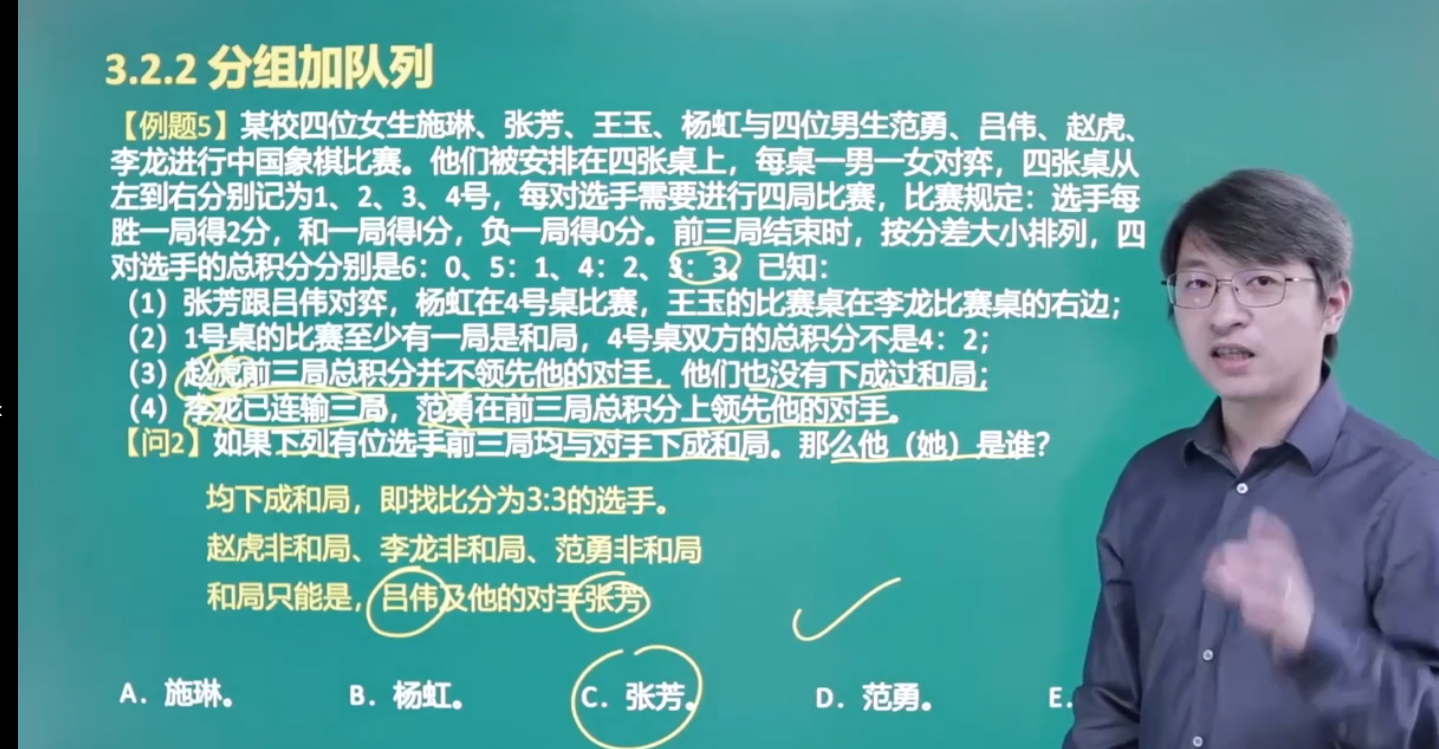 3.2.2 分组加队列
【例题5】某校四位女生施琳、张芳、王玉、杨虹与四位男生范勇、吕伟、赵虎、
李龙进行中国象棋比赛。他们被安排在四张桌上，每桌一男一女对弈，四张桌从
左到右分别记为1、2、3、4号，每对选手需要进行四局比赛，比赛规定：选手每
胜一局得2分，和一局得l分，负一局得0分。前三局结束时，按分差大小排列，四
对选手的总积分分别是6：0、5：1、4：2、3：3。已知：
（1）张芳跟吕伟对弈，杨虹在4号桌比赛，王玉的比赛桌在李龙比赛桌的右边；
（2）1号桌的比赛至少有一局是和局，4号桌双方的总积分不是4：2；
（3）赵虎前三局总积分并不领先他的对手，他们也没有下成过和局；
（4）李龙已连输三局，范勇在前三局总积分上领先他的对手。
【问2】如果下列有位选手前三局均与对手下成和局。那么他（她）是谁？
均下成和局，即找比分为3:3的选手。
赵虎非和局、李龙非和局、范勇非和局
和局只能是，吕伟及他的对手张芳
A. 施琳。 B. 杨虹。 C. 张芳。 D. 范勇。 E.